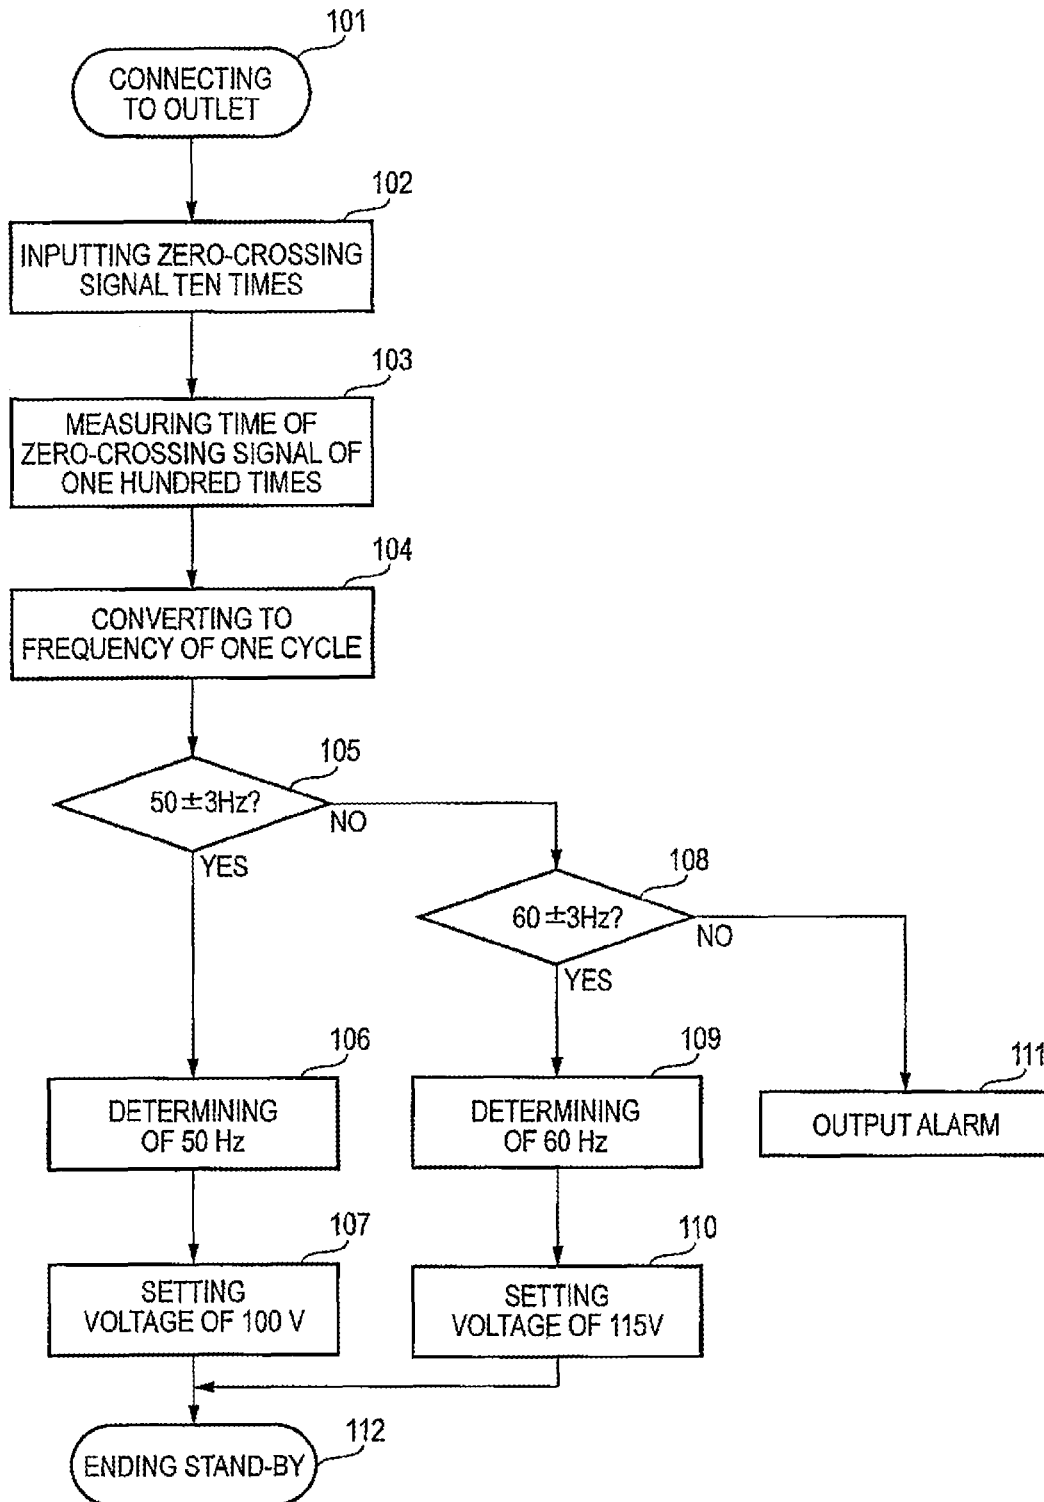 101
CONNECTING
TO OUTLET
102
INPUTTING ZERO-CROSSING
SIGNAL TEN TIMES
103
MEASURING TIME OF
ZERO-CROSSING SIGNAL OF
ONE HUNDRED TIMES
104
CONVERTING TO
FREQUENCY OF ONE CYCLE
105
50±3Hz?
NO
YES
108
60±3Hz?
NO
YES
106
DETERMINING
OF 50 Hz
109
DETERMINING
OF 60 Hz
111
OUTPUT ALARM
107
SETTING
VOLTAGE OF 100 V
110
SETTING
VOLTAGE OF 115V
112
ENDING STAND-BY